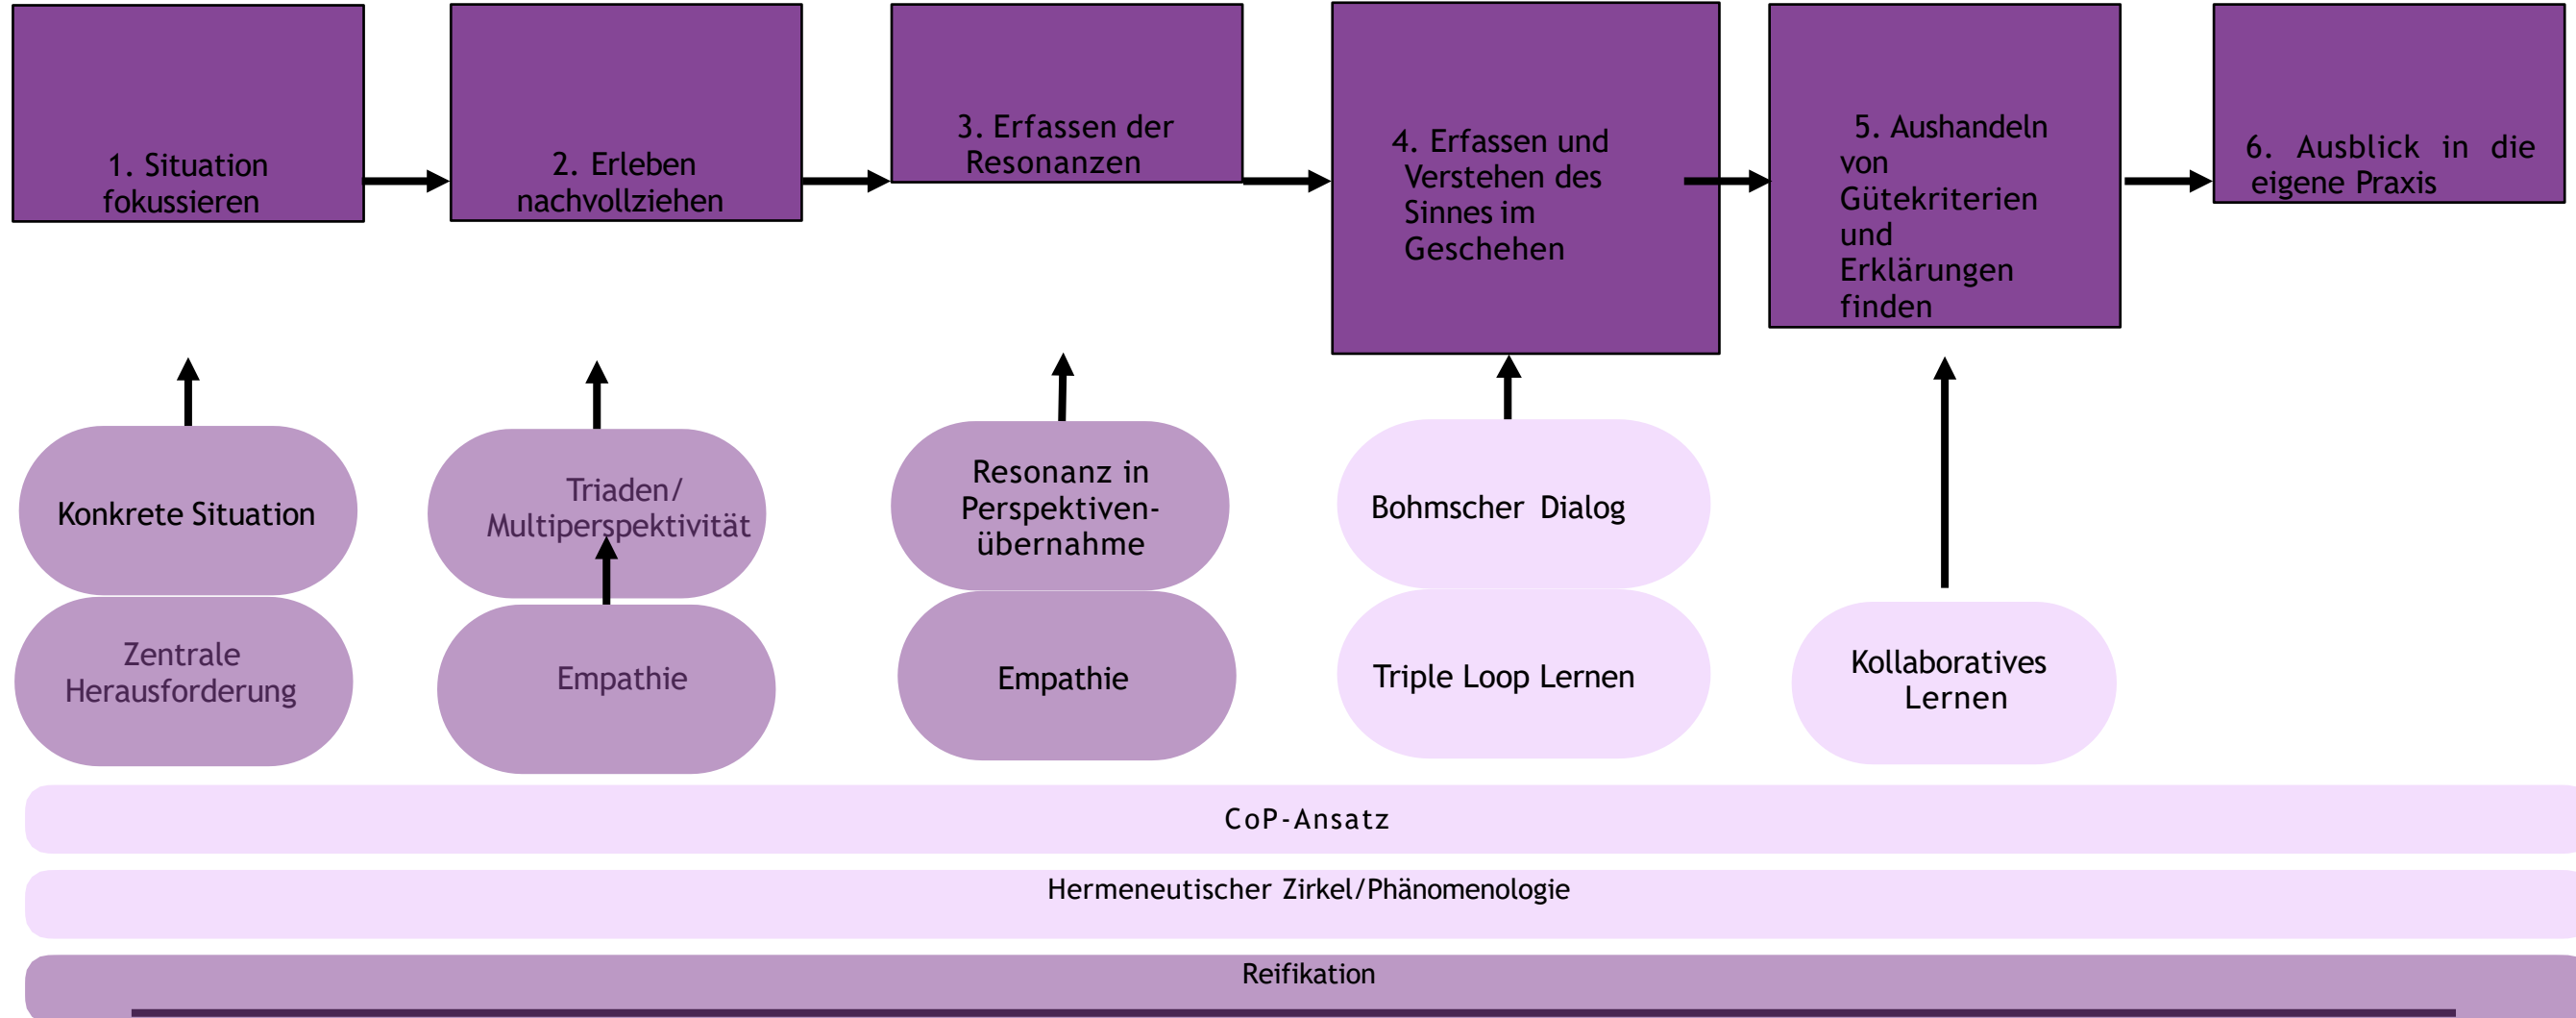 1. Situation
fokussieren
2. Erleben
nachvollziehen
3. Erfassen der
Resonanzen
4. Erfassen und
Verstehen des
Sinnes im
Geschehen
5. Aushandeln
von
Gütekriterien
und
Erklärungen
finden
6. Ausblick in die
eigene Praxis
Konkrete Situation
Zentrale
Herausforderung
Triaden/
Multiperspektivität
Empathie
Resonanz in
Perspektiven-
übernahme
Empathie
Bohmscher Dialog
Triple Loop Lernen
Kollaboratives
Lernen
CoP-Ansatz
Hermeneutischer Zirkel/Phänomenologie
Reifikation